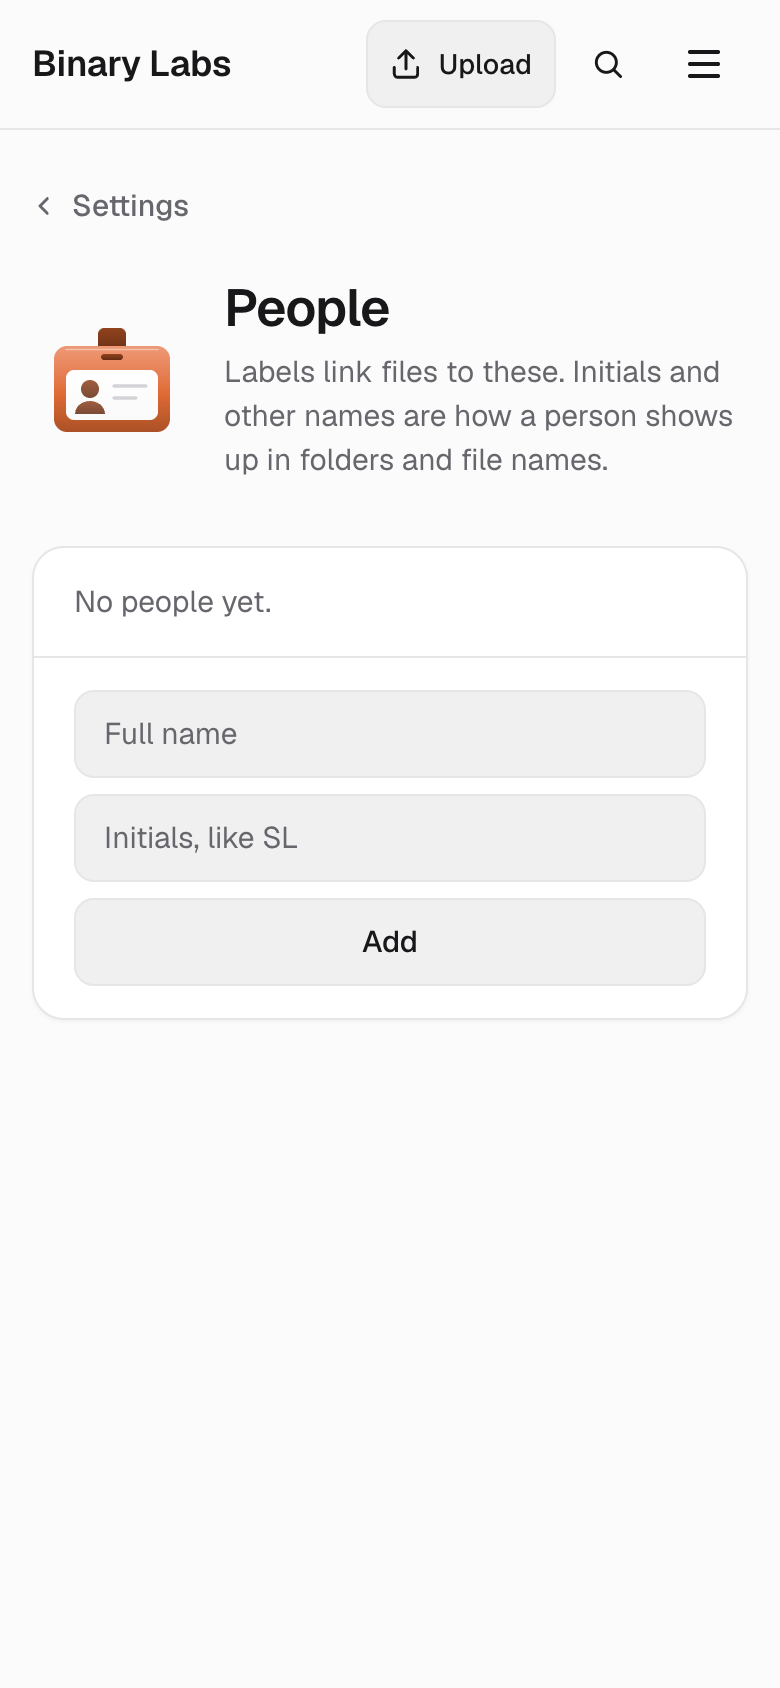 Binary Labs
Upload
Settings
People
Labels link files to these. Initials and
other names are how a person shows
up in folders and file names.
No people yet.
Full name
Initials, like SL
Add